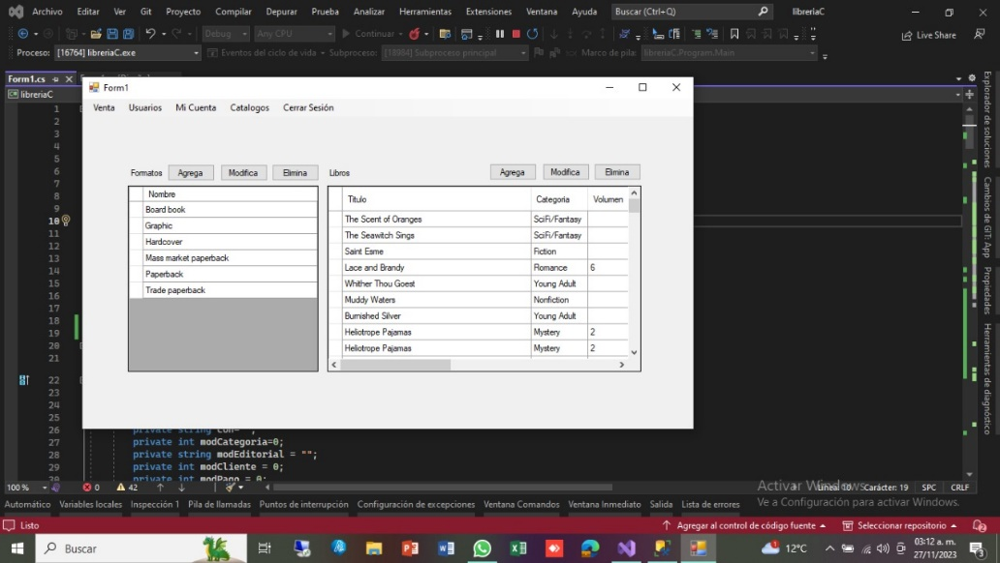 Archivo Editar Ver Git Proyecto Compilar Depurar Prueba Analizar Herramientas Extensiones Ventana Ayuda Buscar (Ctrl+Q) libreriaC
Debug Any CPU Continuar Live Share
Proceso: [16764] libreriaC.exe Eventos del ciclo de vida Subproceso: [18884] Subproceso principal Marco de pila: libreriaC.Program.Main
Form1.cs
libreriaC
Form1
Venta Usuarios Mi Cuenta Catalogos Cerrar Sesión
Formatos Agrega Modifica Elimina Libros Agrega Modifica Elimina
Nombre
Board book
Graphic
Hardcover
Mass market paperback
Paperback
Trade paperback
Titulo Categoria Volumen
The Scent of Oranges SciFi/Fantasy
The Seawitch Sings SciFi/Fantasy
Saint Esme Fiction
Lace and Brandy Romance 6
Whither Thou Goest Young Adult
Muddy Waters Nonfiction
Burnished Silver Young Adult
Heliotrope Pajamas Mystery 2
Heliotrope Pajamas Mystery 2
1
2
3
4
5
6
7
8
9
10
11
12
13
14
15
16
17
18
19
20
21
22
23
24
25
26 private string con=
27 private int modCategoria=0;
28 private string modEditorial = "";
29 private int modCliente = 0;
30 private int modPago = 0;
Explorador de soluciones
Cambios de GIT: App
Propiedades
Herramientas de diagnóstico
100 % 0 42 Línea: 10 Carácter: 19 SPC CRLF
Activar Windows
Ve a Configuración para activar Windows.
Automático Variables locales Inspección 1 Pila de llamadas Puntos de interrupción Configuración de excepciones Ventana Comandos Ventana Inmediato Salida Lista de errores
Listo Agregar al control de código fuente Seleccionar repositorio 2
Buscar 12°C 03:12 a. m.
27/11/2023 3